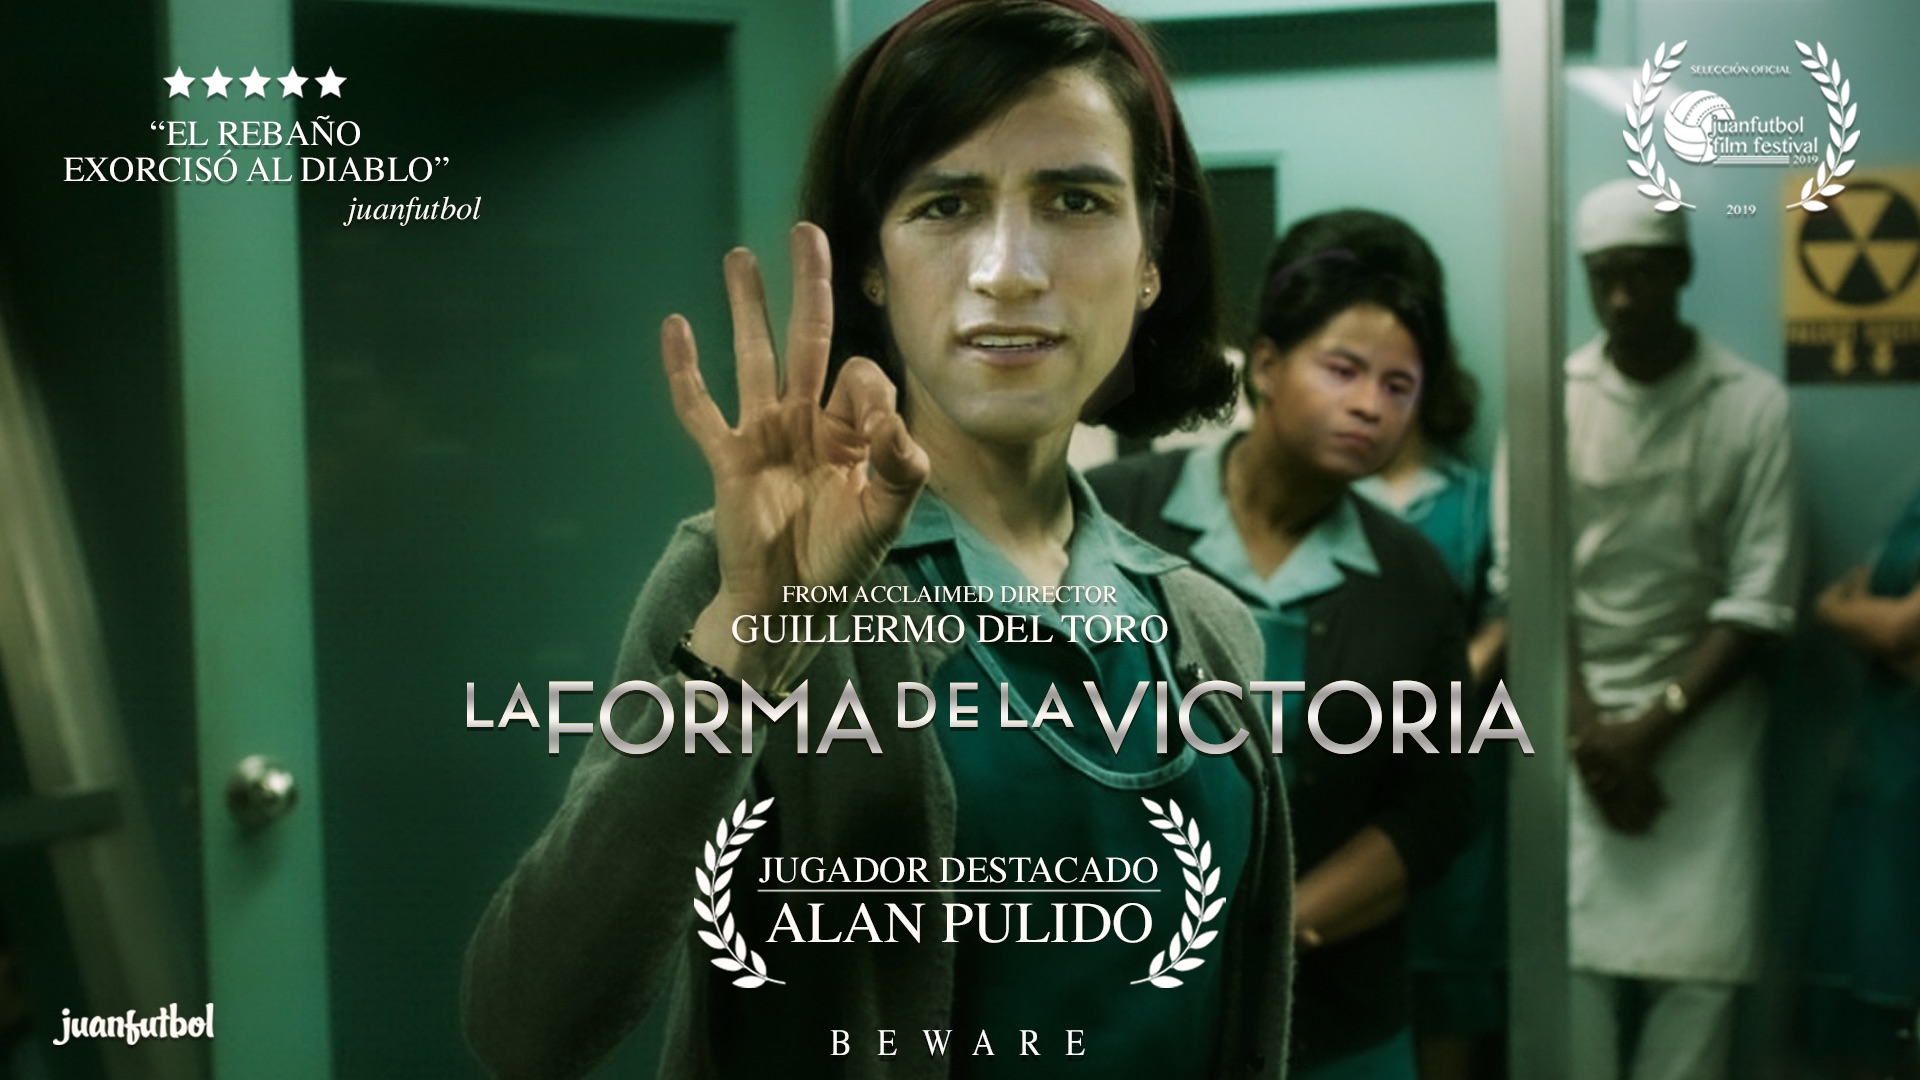 “EL REBAÑO
EXORCISÓ AL DIABLO”
juanfutbol
SELECCIÓN OFICIAL
juanfutbol
film festival
2019
2019
FROM ACCLAIMED DIRECTOR
GUILLERMO DEL TORO
LA FORMA DE LA VICTORIA
JUGADOR DESTACADO
ALAN PULIDO
juanfutbol
BEWARE